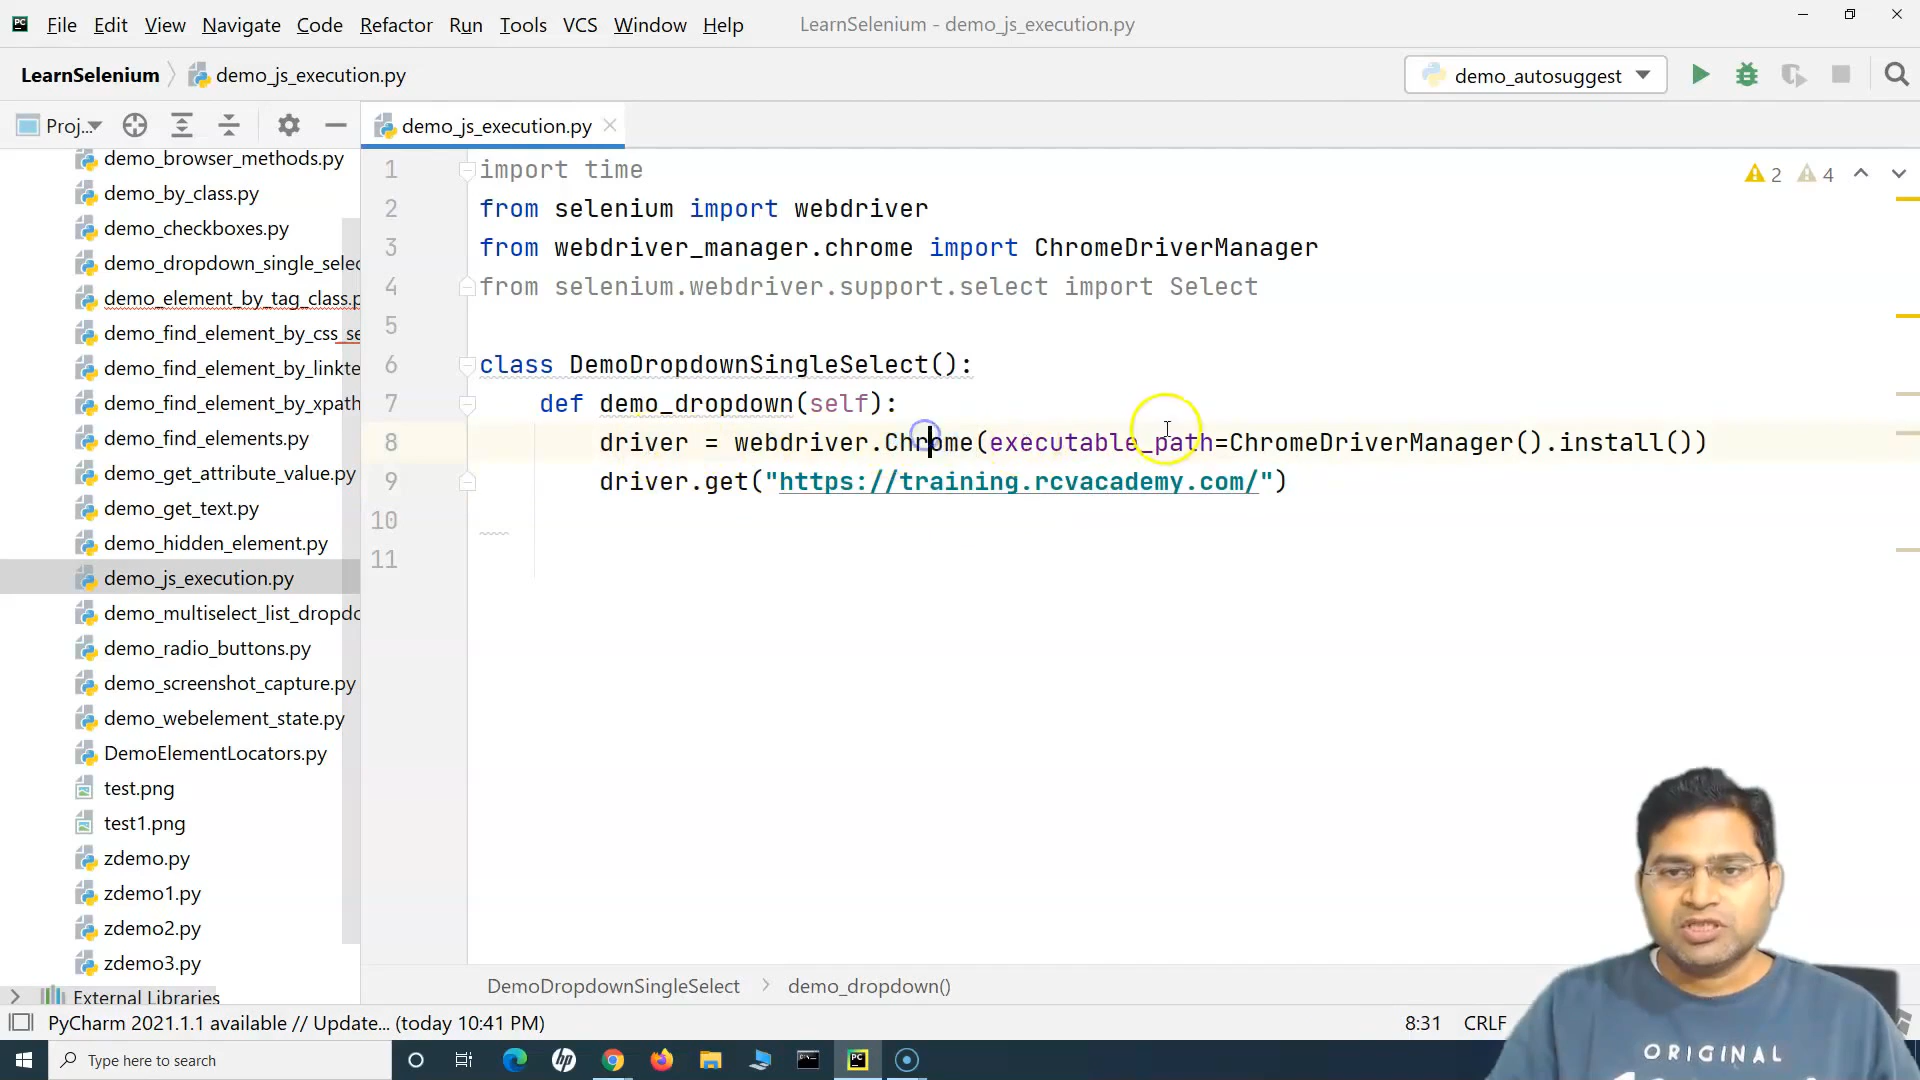 File Edit View Navigate Code Refactor Run Tools VCS Window Help LearnSelenium - demo_js_execution.py
LearnSelenium demo_js_execution.py demo_autosuggest
Proj... demo_js_execution.py
demo_browser_methods.py
demo_by_class.py
demo_checkboxes.py
demo_dropdown_single_selec
demo_element_by_tag_class.p
demo_find_element_by_css_se
demo_find_element_by_linkte
demo_find_element_by_xpath
demo_find_elements.py
demo_get_attribute_value.py
demo_get_text.py
demo_hidden_element.py
demo_js_execution.py
demo_multiselect_list_dropdo
demo_radio_buttons.py
demo_screenshot_capture.py
demo_webelement_state.py
DemoElementLocators.py
test.png
test1.png
zdemo.py
zdemo1.py
zdemo2.py
zdemo3.py
External Libraries
1 import time
2 from selenium import webdriver
3 from webdriver_manager.chrome import ChromeDriverManager
4 from selenium.webdriver.support.select import Select
5
6 class DemoDropdownSingleSelect():
7 def demo_dropdown(self):
8 driver = webdriver.Chrome(executable_path=ChromeDriverManager().install())
9 driver.get("https://training.rcvacademy.com/")
10
11
2 4
DemoDropdownSingleSelect demo_dropdown()
PyCharm 2021.1.1 available // Update... (today 10:41 PM) 8:31 CRLF
Type here to search
ORIGINAL